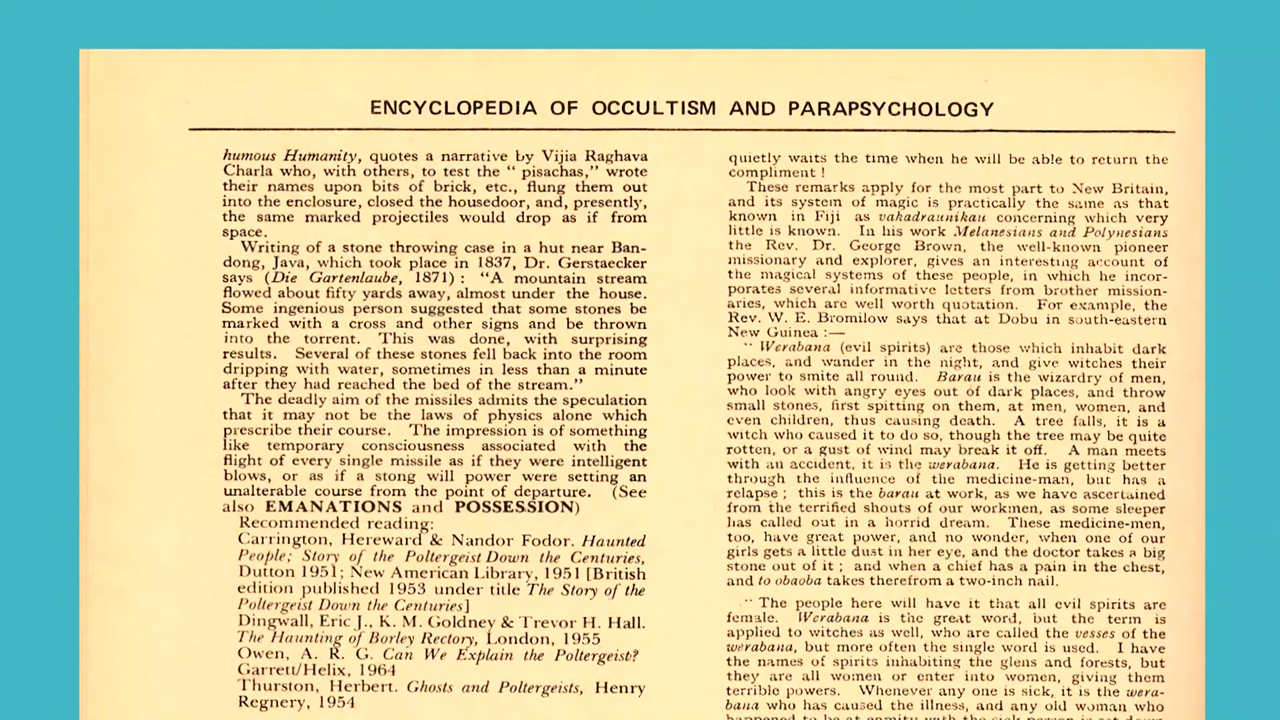 ENCYCLOPEDIA OF OCCULTISM AND PARAPSYCHOLOGY
humous Humanity, quotes a narrative by Vijia Raghava
Charla who, with others, to test the " pisachas," wrote
their names upon bits of brick, etc., flung them out
into the enclosure, closed the housedoor, and, presently,
the same marked projectiles would drop as if from
space.
Writing of a stone throwing case in a hut near Ban-
dong, Java, which took place in 1837, Dr. Gerstaecker
says (Die Gartenlaube, 1871) : "A mountain stream
flowed about fifty yards away, almost under the house.
Some ingenious person suggested that some stones be
marked with a cross and other signs and be thrown
into the torrent. This was done, with surprising
results. Several of these stones fell back into the room
dripping with water, sometimes in less than a minute
after they had reached the bed of the stream."
The deadly aim of the missiles admits the speculation
that it may not be the laws of physics alone which
prescribe their course. The impression is of something
like temporary consciousness associated with the
flight of every single missile as if they were intelligent
blows, or as if a stong will power were setting an
unalterable course from the point of departure. (See
also EMANATIONS and POSSESSION)
Recommended reading:
Carrington, Hereward & Nandor Fodor. Haunted
People; Story of the Poltergeist Down the Centuries,
Dutton 1951; New American Library, 1951 [British
edition published 1953 under title The Story of the
Poltergeist Down the Centuries]
Dingwall, Eric J., K. M. Goldney & Trevor H. Hall.
The Haunting of Borley Rectory, London, 1955
Owen, A. R. G. Can We Explain the Poltergeist?
Garrett/Helix, 1964
Thurston, Herbert. Ghosts and Poltergeists, Henry
Regnery, 1954
quietly waits the time when he will be able to return the
compliment !
These remarks apply for the most part to New Britain,
and its system of magic is practically the same as that
known in Fiji as vakadraunikau concerning which very
little is known. In his work Melanesians and Polynesians
the Rev. Dr. George Brown, the well-known pioneer
missionary and explorer, gives an interesting account of
the magical systems of these people, in which he incor-
porates several informative letters from brother mission-
aries, which are well worth quotation. For example, the
Rev. W. E. Bromilow says that at Dobu in south-eastern
New Guinea :—
" Werabana (evil spirits) are those which inhabit dark
places, and wander in the night, and give witches their
power to smite all round. Barau is the wizardry of men,
who look with angry eyes out of dark places, and throw
small stones, first spitting on them, at men, women, and
even children, thus causing death. A tree falls, it is a
witch who caused it to do so, though the tree may be quite
rotten, or a gust of wind may break it off. A man meets
with an accident, it is the werabana. He is getting better
through the influence of the medicine-man, but has a
relapse ; this is the barau at work, as we have ascertained
from the terrified shouts of our workmen, as some sleeper
has called out in a horrid dream. These medicine-men,
too, have great power, and no wonder, when one of our
girls gets a little dust in her eye, and the doctor takes a big
stone out of it ; and when a chief has a pain in the chest,
and to obaoba takes therefrom a two-inch nail.
" The people here will have it that all evil spirits are
female. Werabana is the great word, but the term is
applied to witches as well, who are called the vesses of the
werabana, but more often the single word is used. I have
the names of spirits inhabiting the glens and forests, but
they are all women or enter into women, giving them
terrible powers. Whenever any one is sick, it is the wera-
bana who has caused the illness, and any old woman who
happened to be at enmity with the sick person is set down